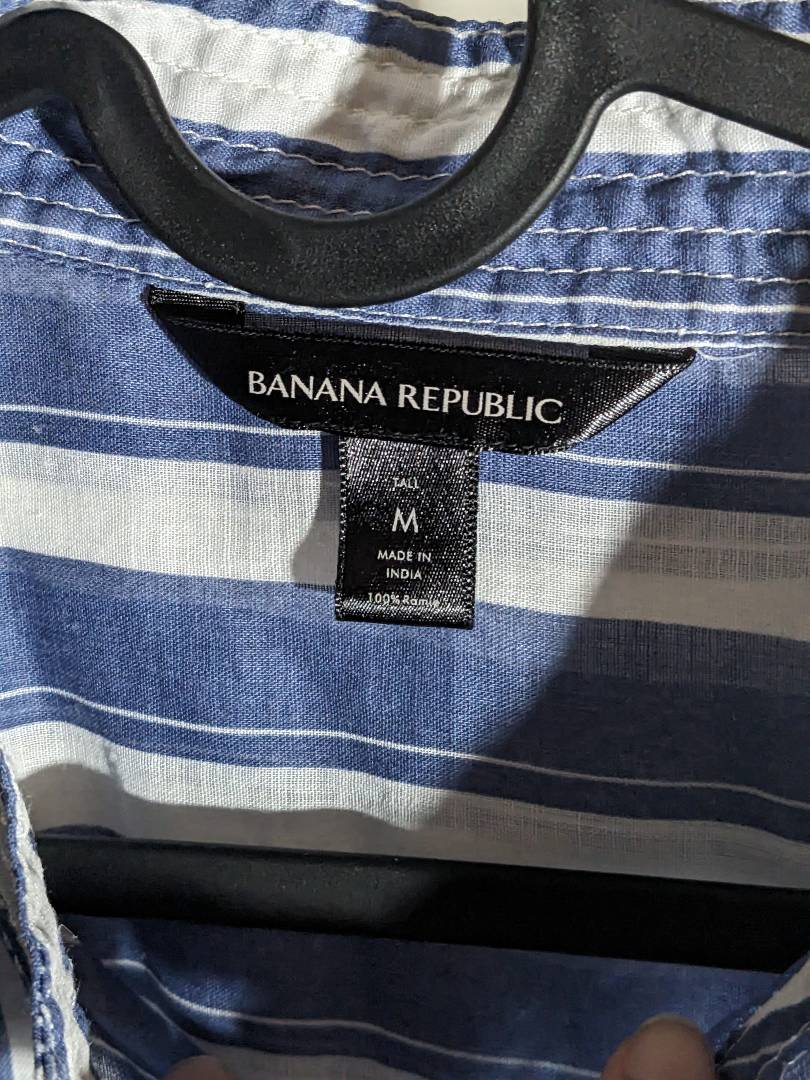 BANANA REPUBLIC
TALL
M
MADE IN
INDIA
100% Ramie